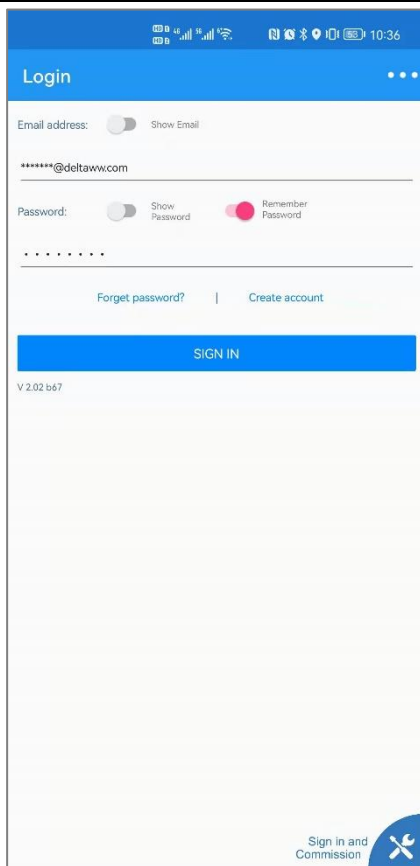 10:36
Login
Email address: Show Email
*******@deltaww.com
Password: Show Password Remember Password
Forget password? | Create account
SIGN IN
V 2.02 b67
Sign in and
Commission